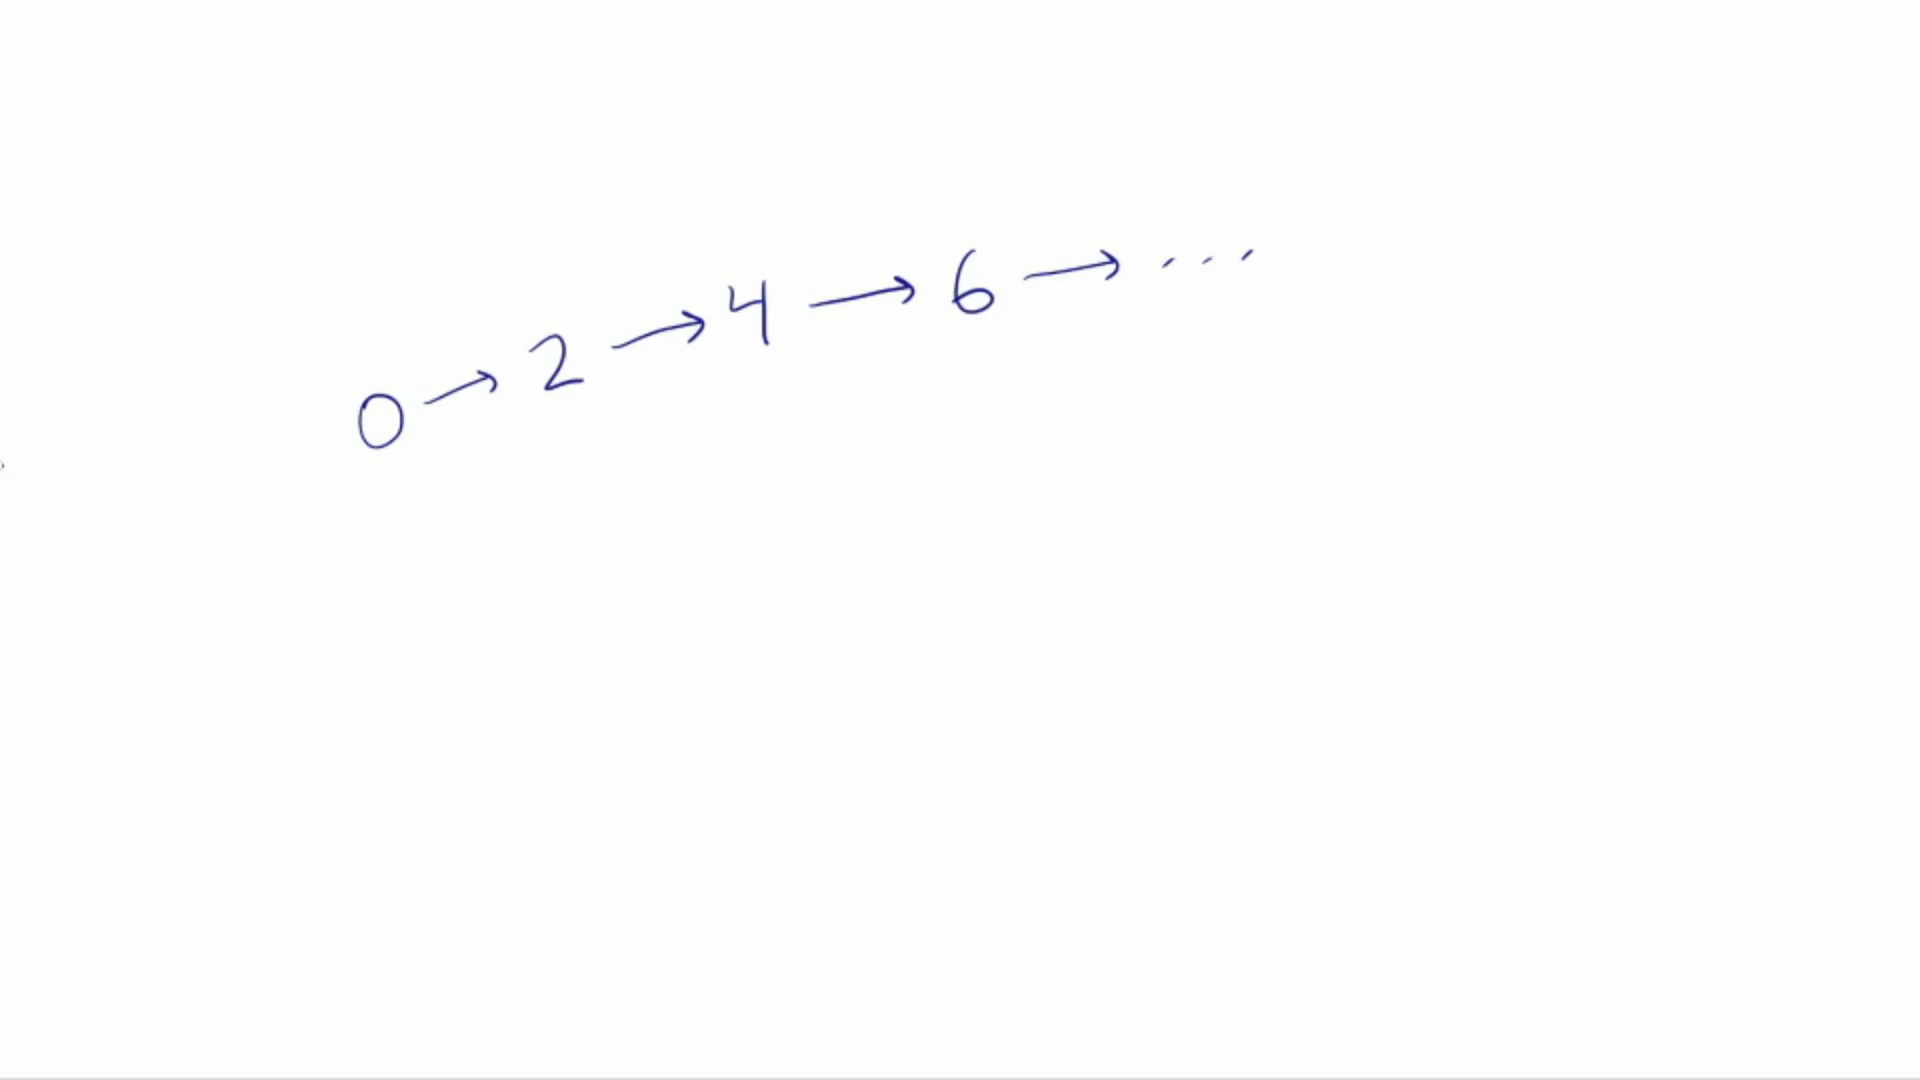 0 → 2 → 4 → 6 → ...